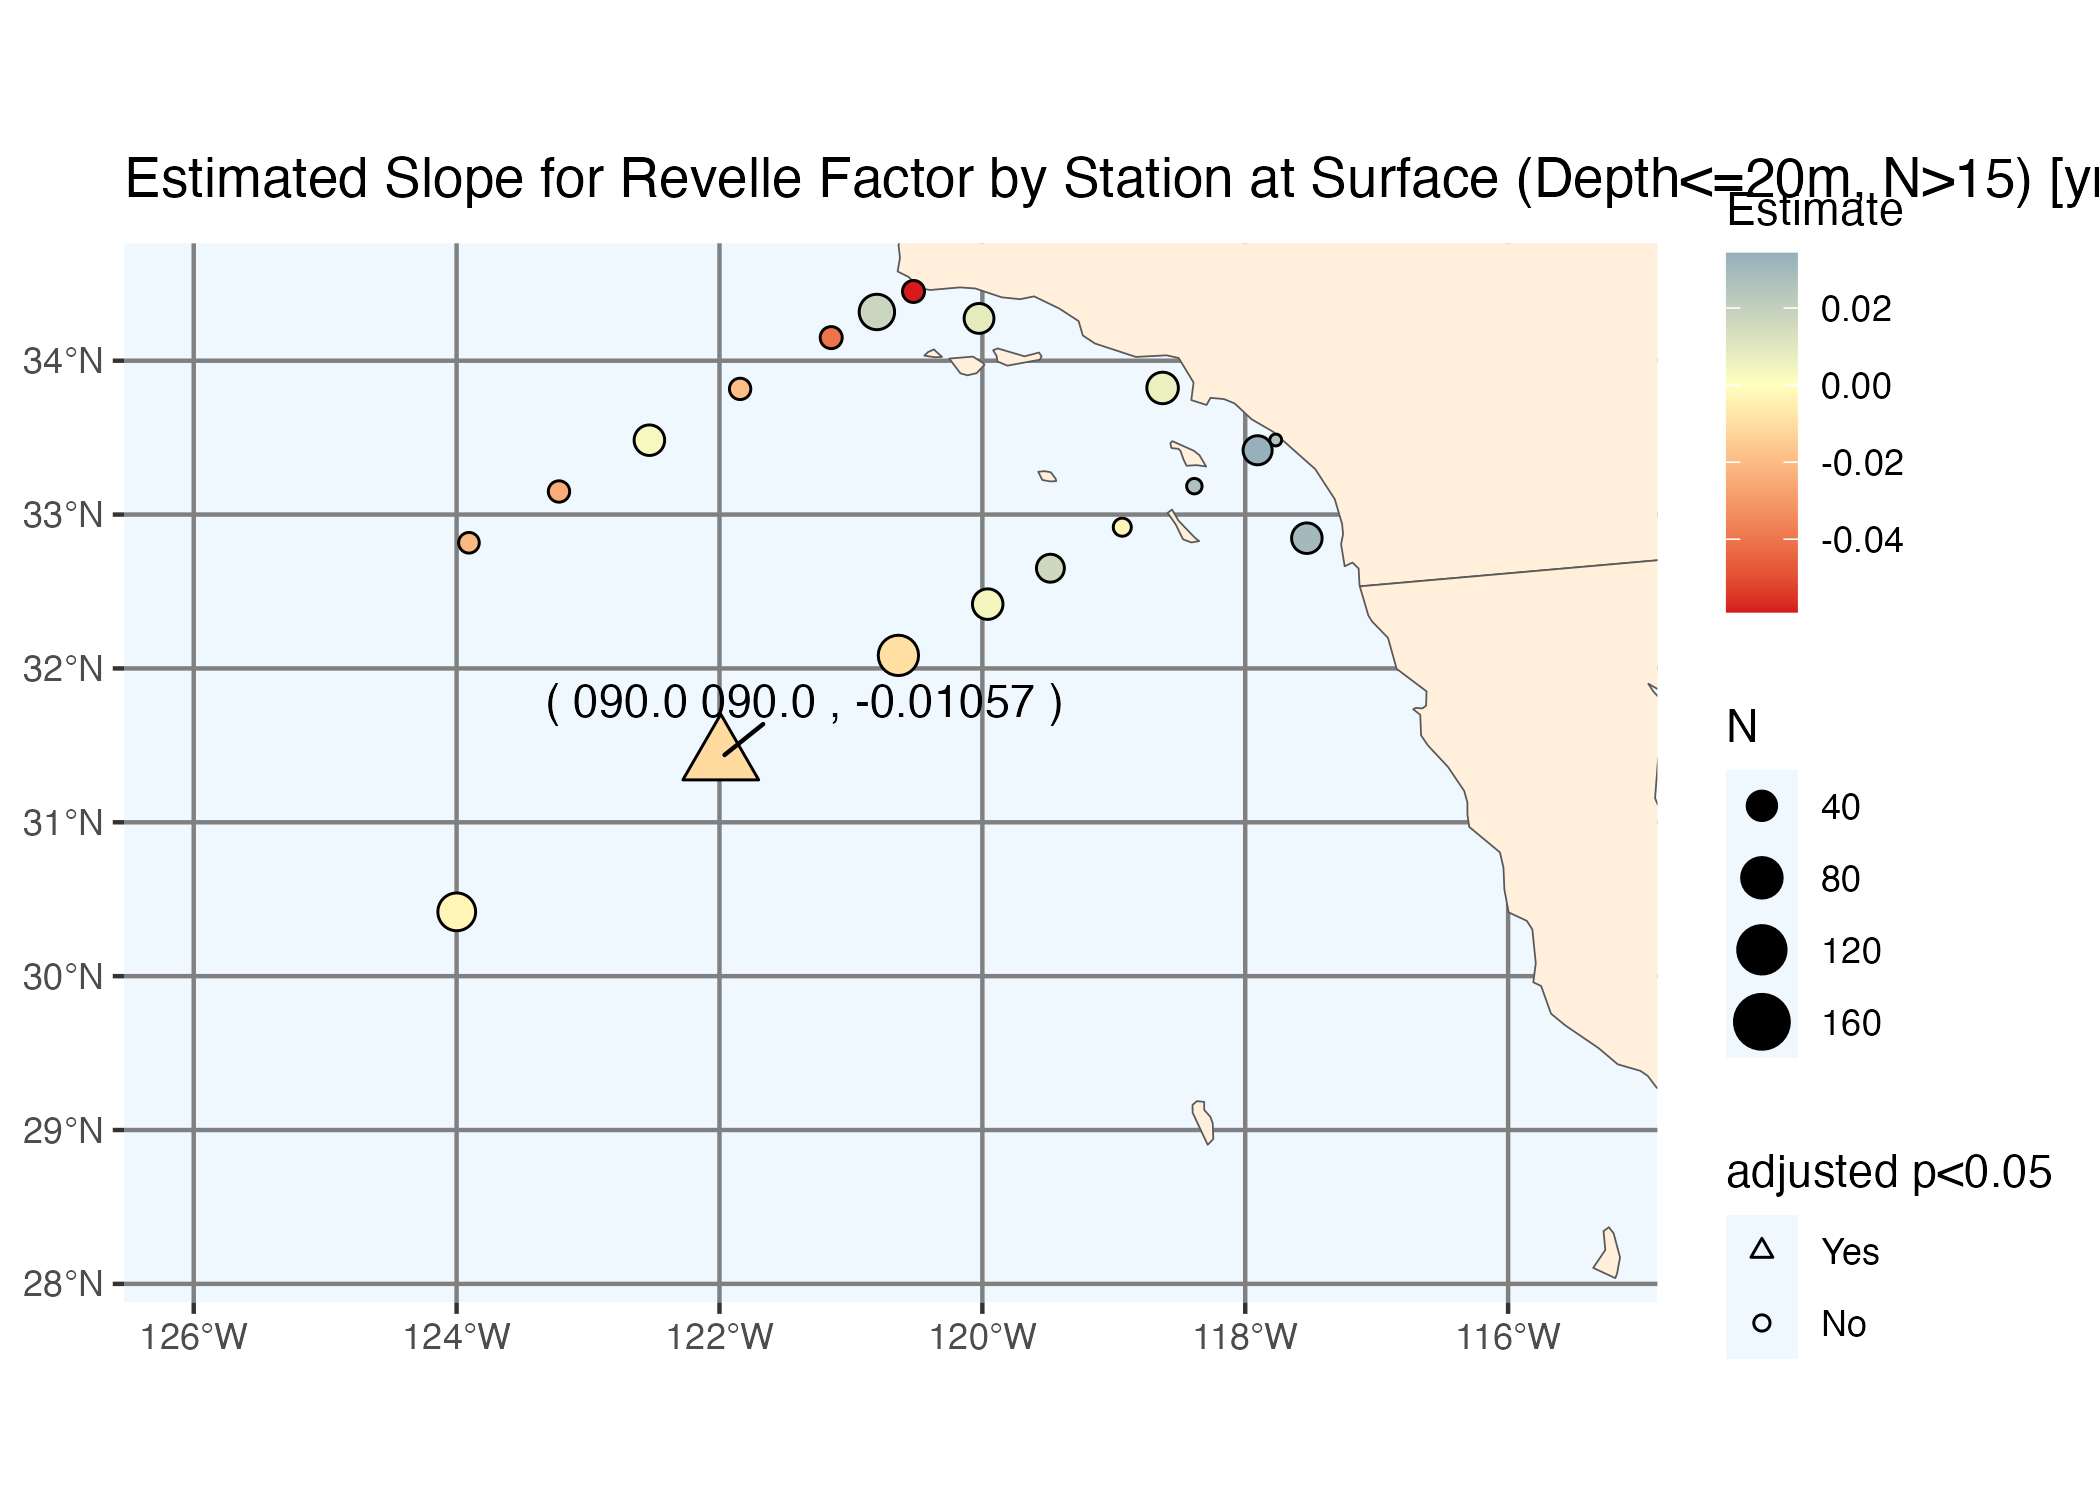 Estimated Slope for Revelle Factor by Station at Surface (Depth<=20m, N>15) [yr
Estimate
0.02
0.00
-0.02
-0.04
34°N
33°N
32°N
31°N
30°N
29°N
28°N
( 090.0 090.0 , -0.01057 )
126°W
124°W
122°W
120°W
118°W
116°W
N
40
80
120
160
adjusted p<0.05
Yes
No